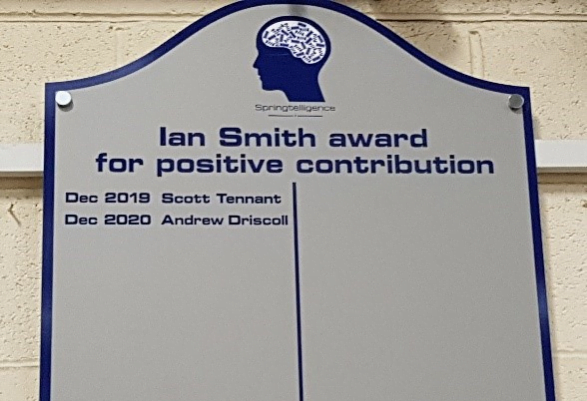 Springtelligence
Ian Smith award
for positive contribution
Dec 2019 Scott Tennant
Dec 2020 Andrew Driscoll